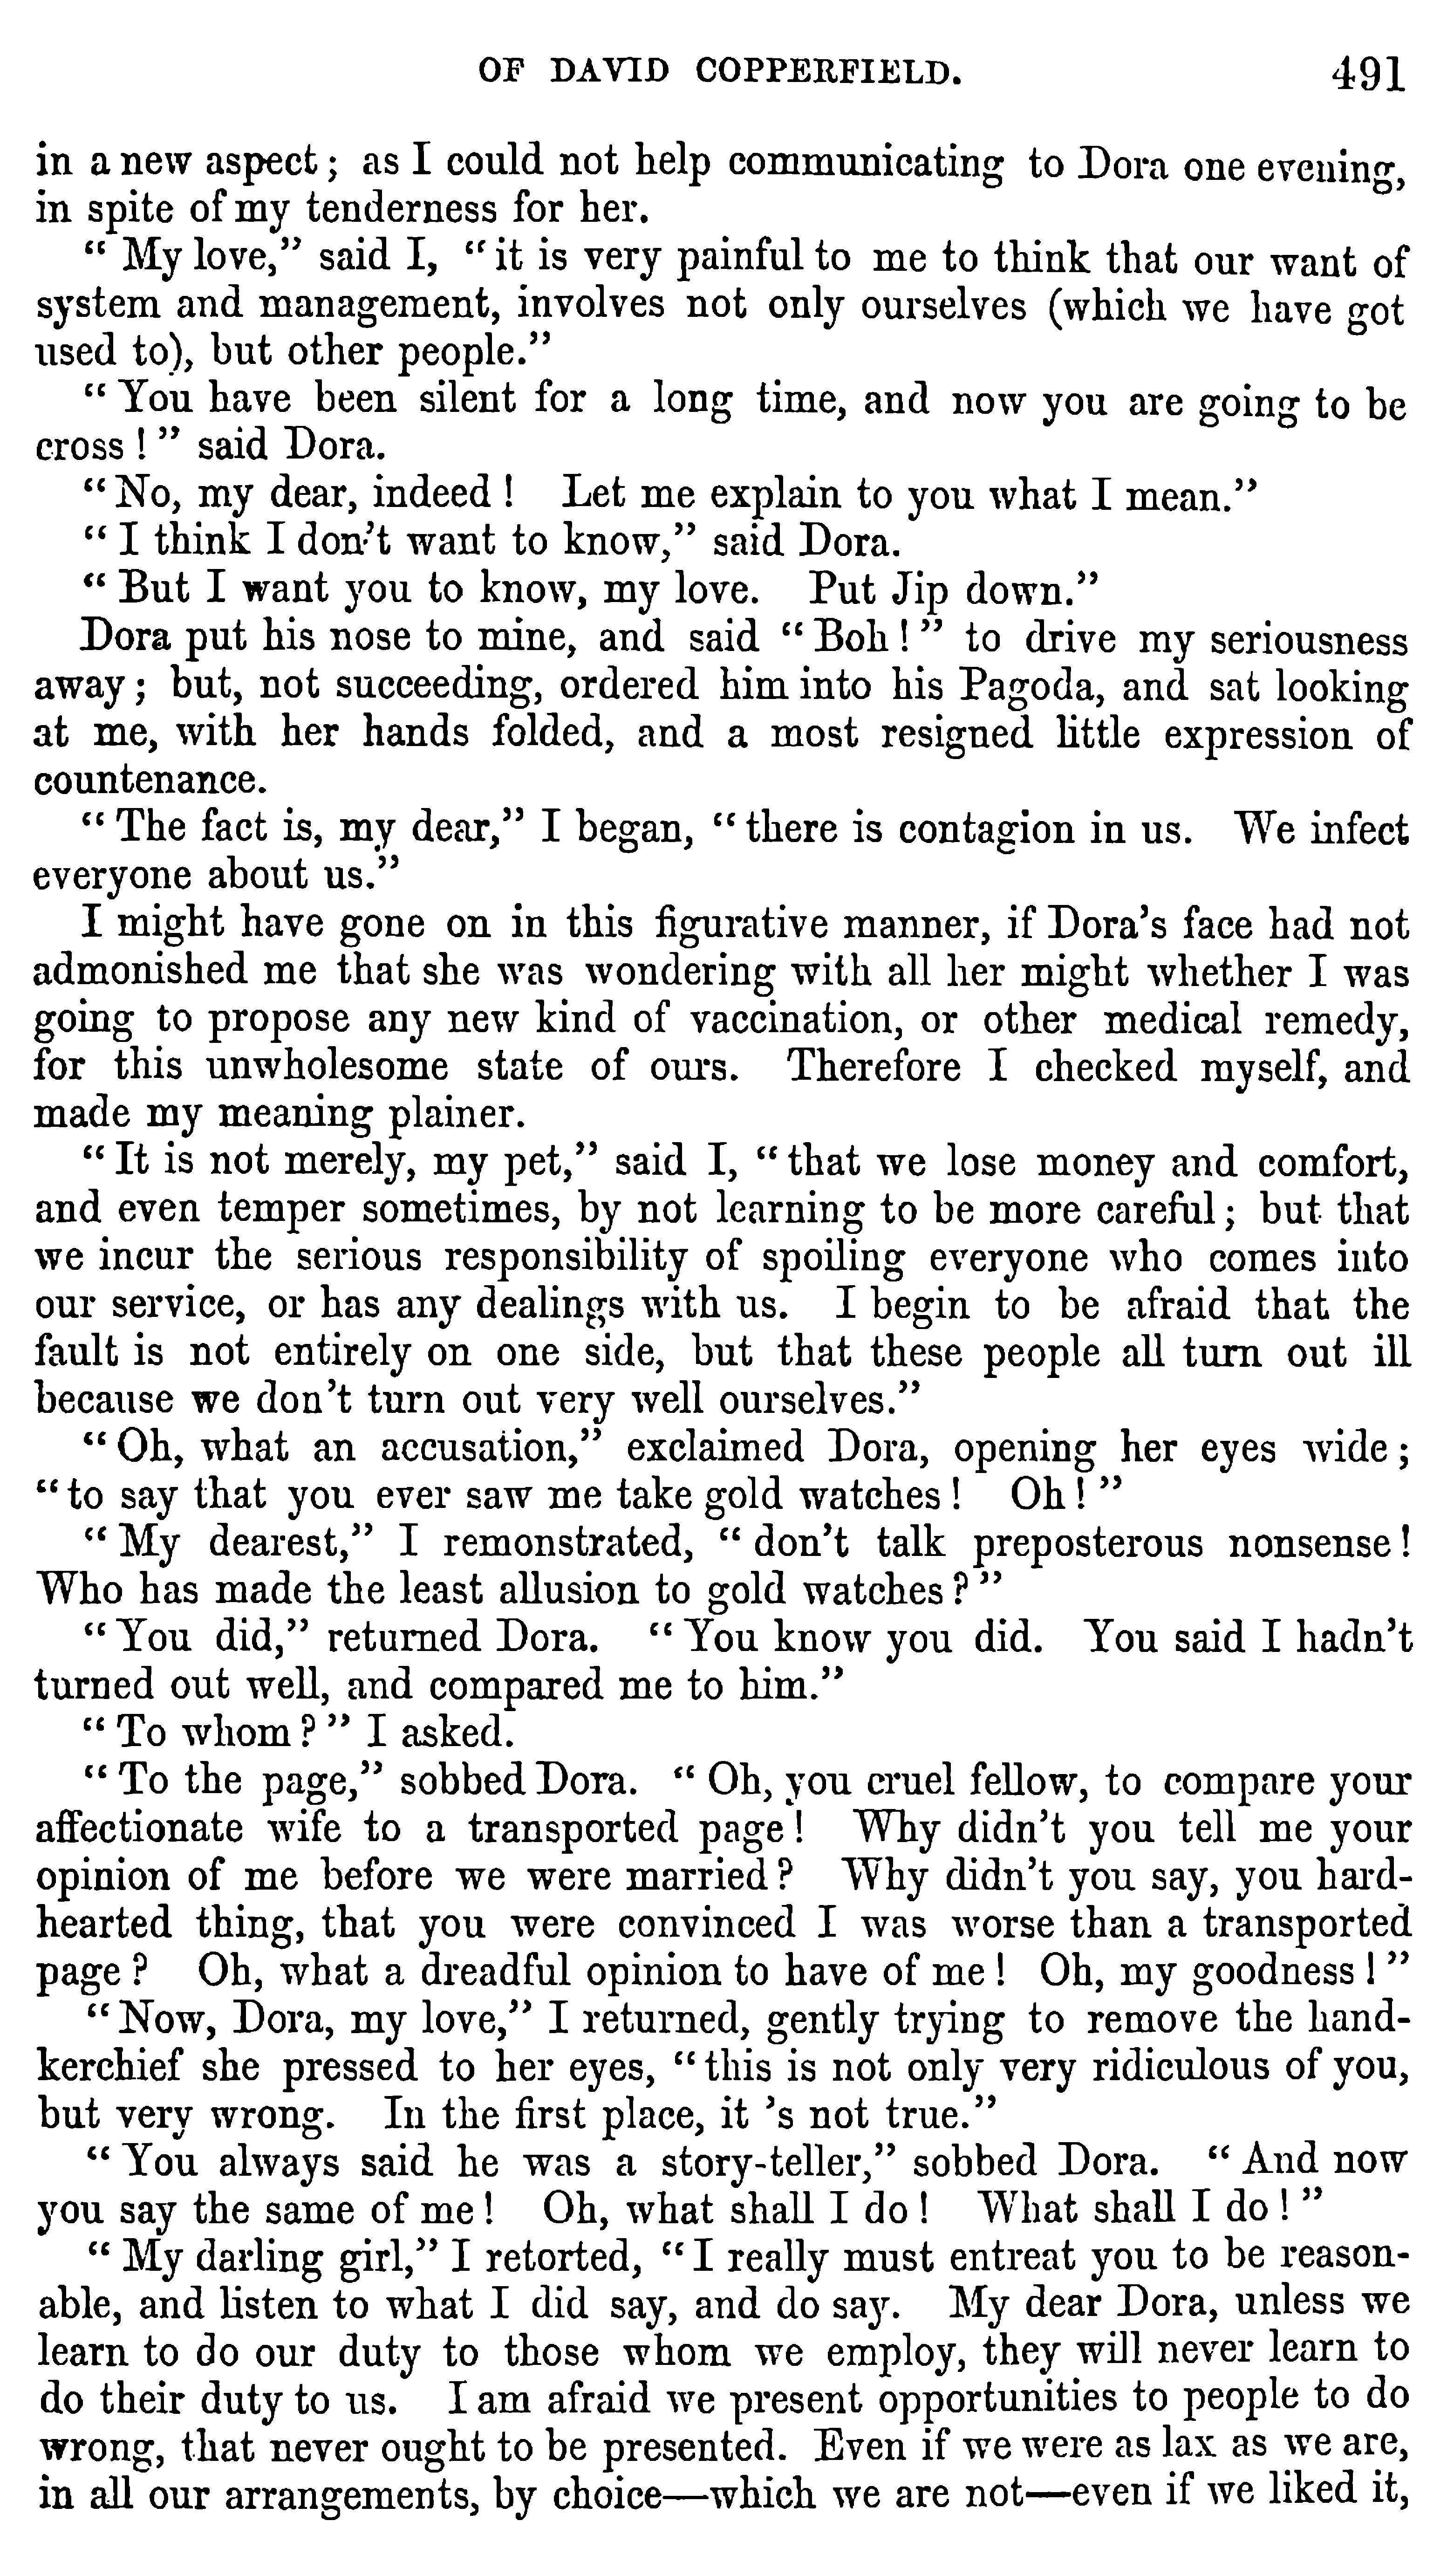 OF DAVID COPPERFIELD. 491
in a new aspect; as I could not help communicating to Dora one evening,
in spite of my tenderness for her.
“My love,” said I, “it is very painful to me to think that our want of
system and management, involves not only ourselves (which we have got
used to), but other people.”
“You have been silent for a long time, and now you are going to be
cross!” said Dora.
“No, my dear, indeed! Let me explain to you what I mean.”
“I think I don't want to know,” said Dora.
“But I want you to know, my love. Put Jip down.”
Dora put his nose to mine, and said “Boh!” to drive my seriousness
away; but, not succeeding, ordered him into his Pagoda, and sat looking
at me, with her hands folded, and a most resigned little expression of
countenance.
“The fact is, my dear,” I began, “there is contagion in us. We infect
everyone about us.”
I might have gone on in this figurative manner, if Dora's face had not
admonished me that she was wondering with all her might whether I was
going to propose any new kind of vaccination, or other medical remedy,
for this unwholesome state of ours. Therefore I checked myself, and
made my meaning plainer.
“It is not merely, my pet,” said I, “that we lose money and comfort,
and even temper sometimes, by not learning to be more careful; but that
we incur the serious responsibility of spoiling everyone who comes into
our service, or has any dealings with us. I begin to be afraid that the
fault is not entirely on one side, but that these people all turn out ill
because we don't turn out very well ourselves.”
“Oh, what an accusation,” exclaimed Dora, opening her eyes wide;
“to say that you ever saw me take gold watches! Oh!”
“My dearest,” I remonstrated, “don't talk preposterous nonsense!
Who has made the least allusion to gold watches?”
“You did,” returned Dora. “You know you did. You said I hadn't
turned out well, and compared me to him.”
“To whom?” I asked.
“To the page,” sobbed Dora. “Oh, you cruel fellow, to compare your
affectionate wife to a transported page! Why didn't you tell me your
opinion of me before we were married? Why didn't you say, you hard-
hearted thing, that you were convinced I was worse than a transported
page? Oh, what a dreadful opinion to have of me! Oh, my goodness!”
“Now, Dora, my love,” I returned, gently trying to remove the hand-
kerchief she pressed to her eyes, “this is not only very ridiculous of you,
but very wrong. In the first place, it 's not true.”
“You always said he was a story-teller,” sobbed Dora. “And now
you say the same of me! Oh, what shall I do! What shall I do!”
“My darling girl,” I retorted, “I really must entreat you to be reason-
able, and listen to what I did say, and do say. My dear Dora, unless we
learn to do our duty to those whom we employ, they will never learn to
do their duty to us. I am afraid we present opportunities to people to do
wrong, that never ought to be presented. Even if we were as lax as we are,
in all our arrangements, by choice—which we are not—even if we liked it,